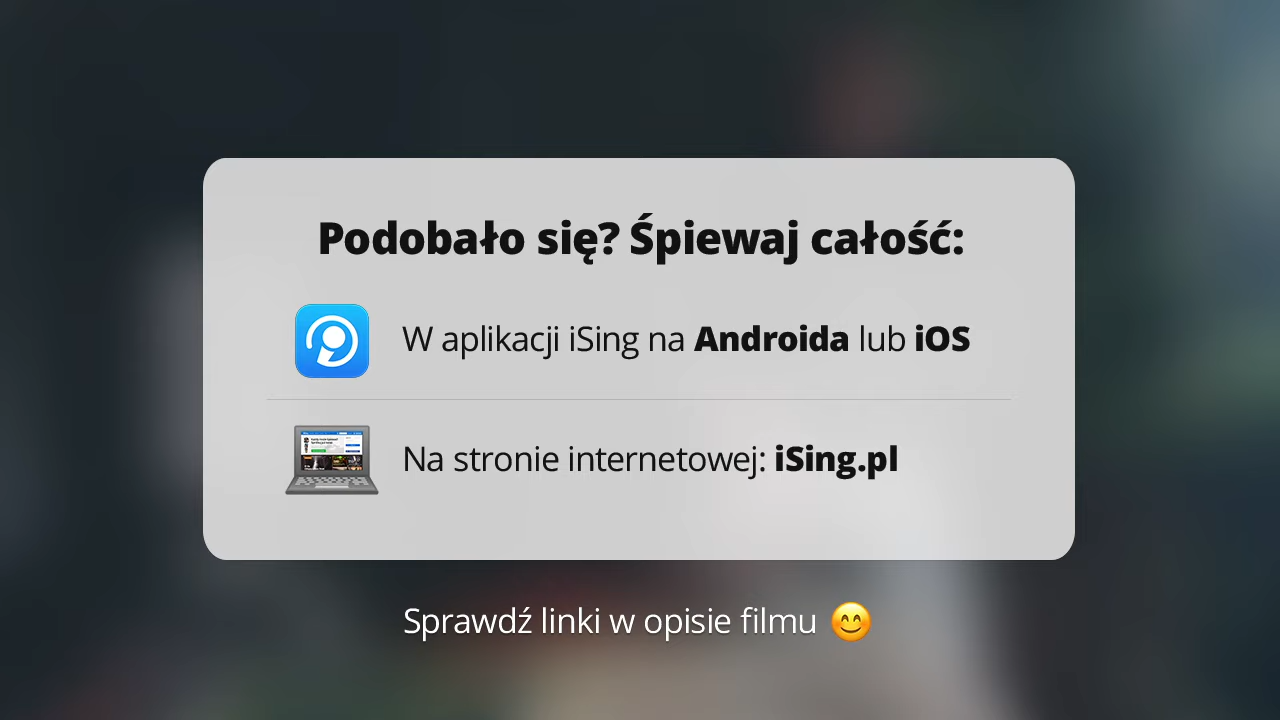 Podobało się? Śpiewaj całość:
W aplikacji iSing na Androida lub iOS
Na stronie internetowej: iSing.pl
Sprawdź linki w opisie filmu 😊